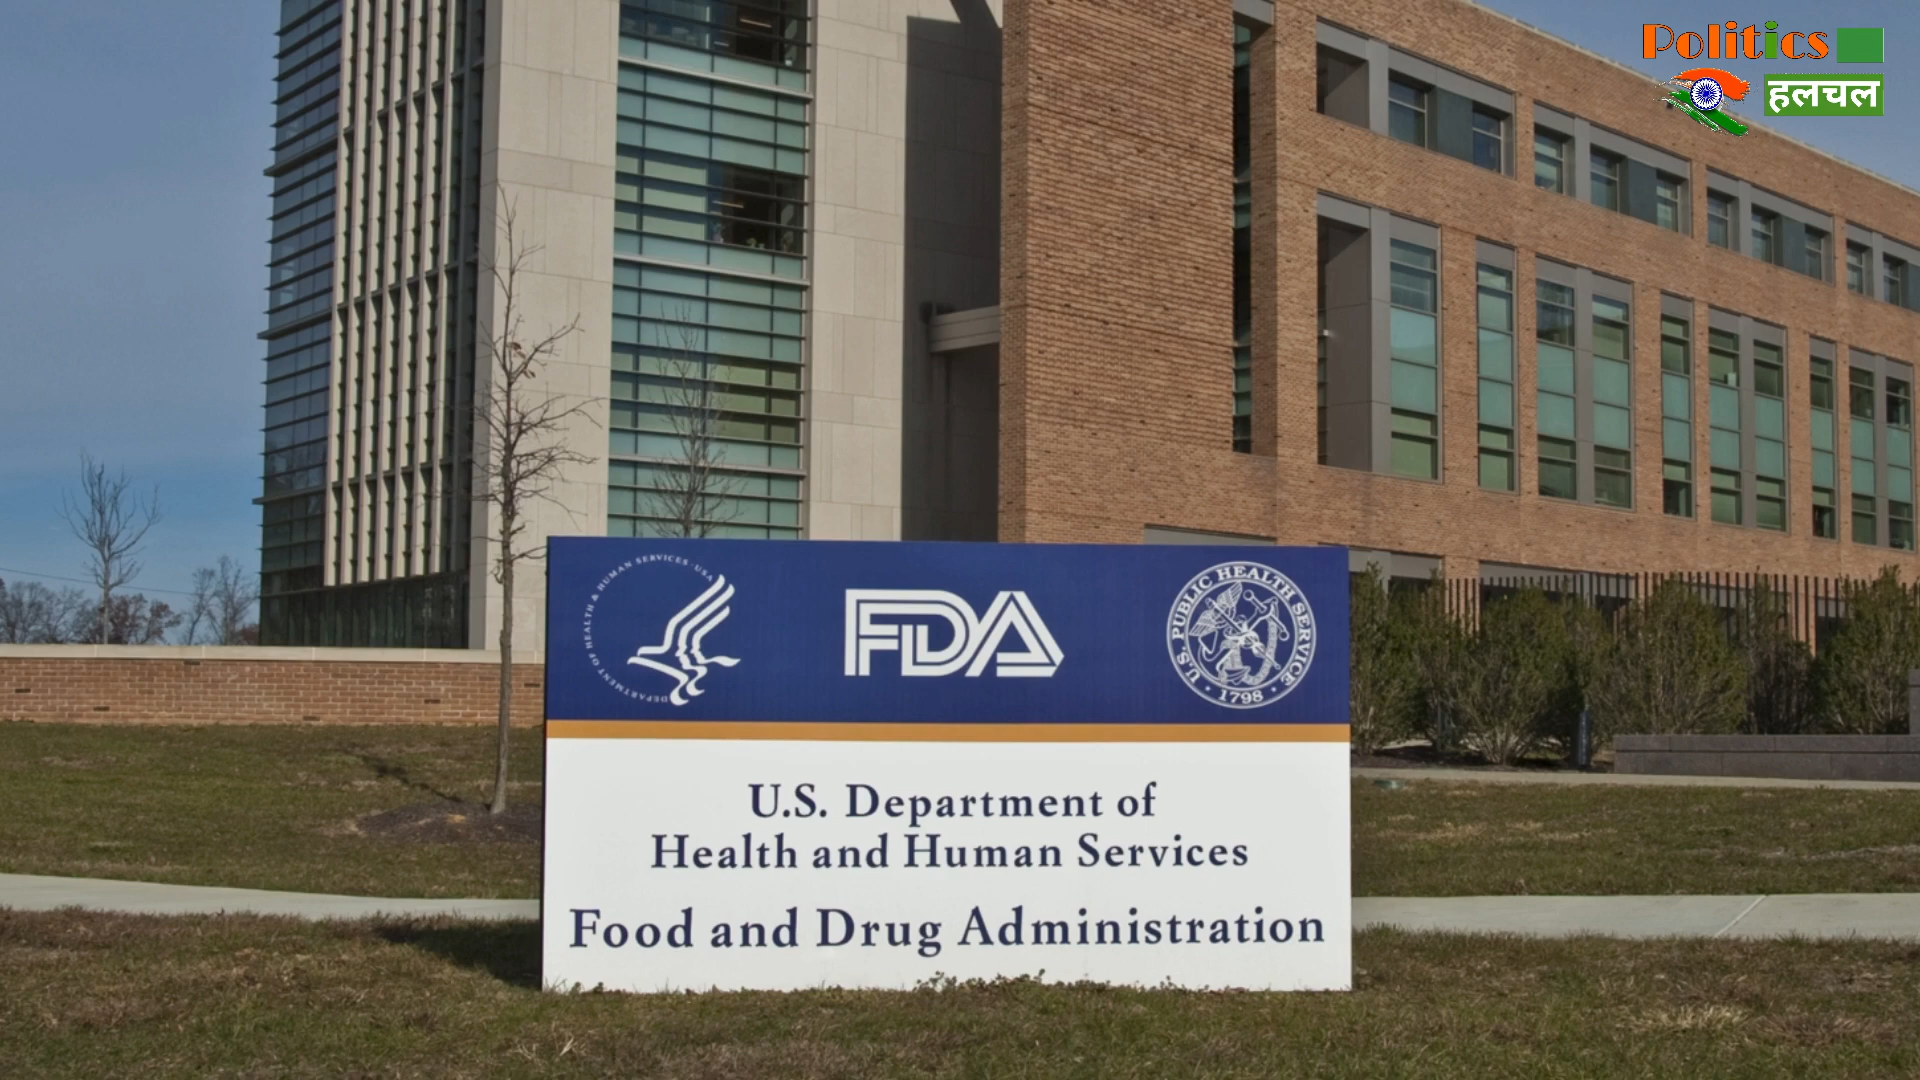 Politics
हलचल
DEPARTMENT OF HEALTH & HUMAN SERVICES · USA
FDA
U.S. PUBLIC HEALTH SERVICE
· 1798 ·
U.S. Department of
Health and Human Services
Food and Drug Administration